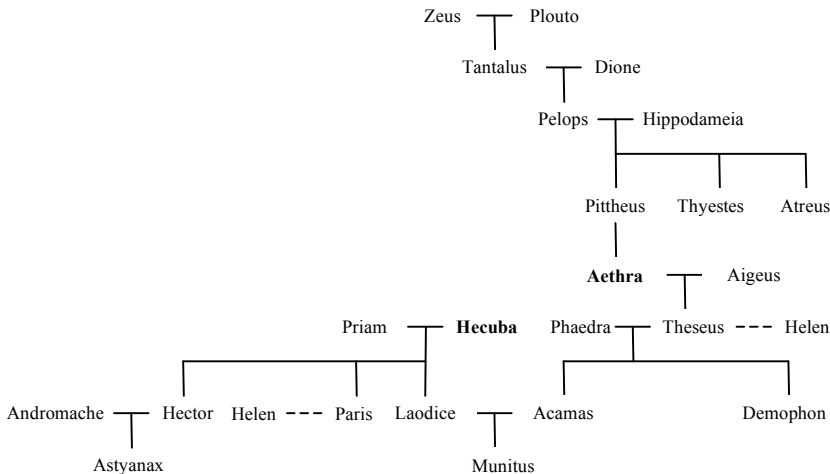 Zeus Plouto
Tantalus Dione
Pelops Hippodameia
Pittheus Thyestes Atreus
Aethra Aigeus
Priam Hecuba Phaedra Theseus Helen
Andromache Hector Helen Paris Laodice Acamas Demophon
Astyanax Munitus